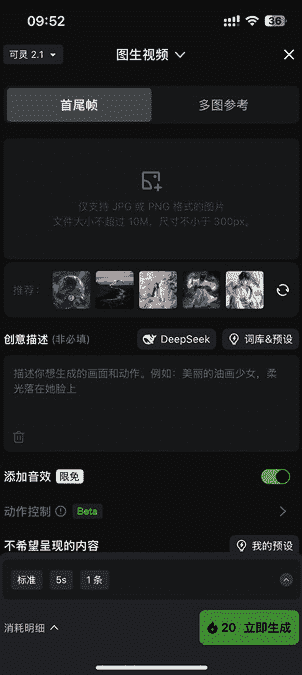 09:52
36
可灵 2.1
图生视频
首尾帧
多图参考
仅支持 JPG 或 PNG 格式的图片
文件大小不超过 10M，尺寸不小于 300px。
推荐：
创意描述 (非必填)
DeepSeek
词库&预设
描述你想生成的画面和动作。例如：美丽的油画少女，柔
光落在她脸上
添加音效 限免
动作控制 Beta
不希望呈现的内容
我的预设
标准
5s
1 条
消耗明细
20 立即生成